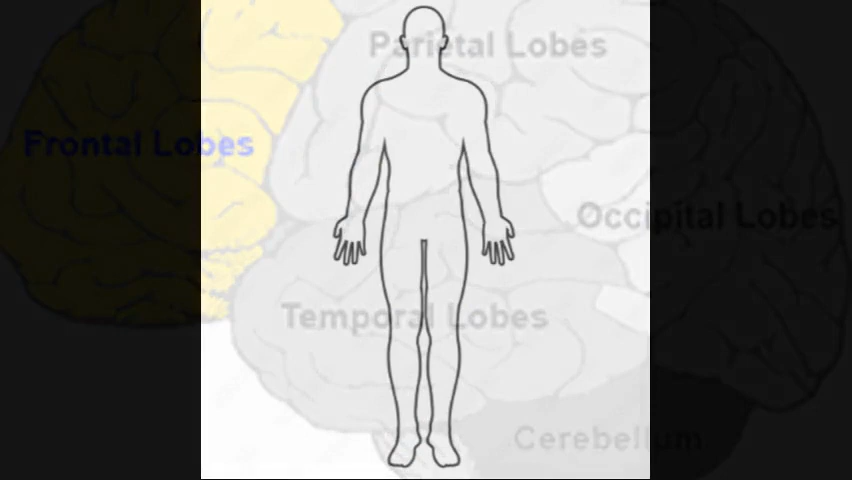 Parietal Lobes
Frontal Lobes
Occipital Lobes
Temporal Lobes
Cerebellum